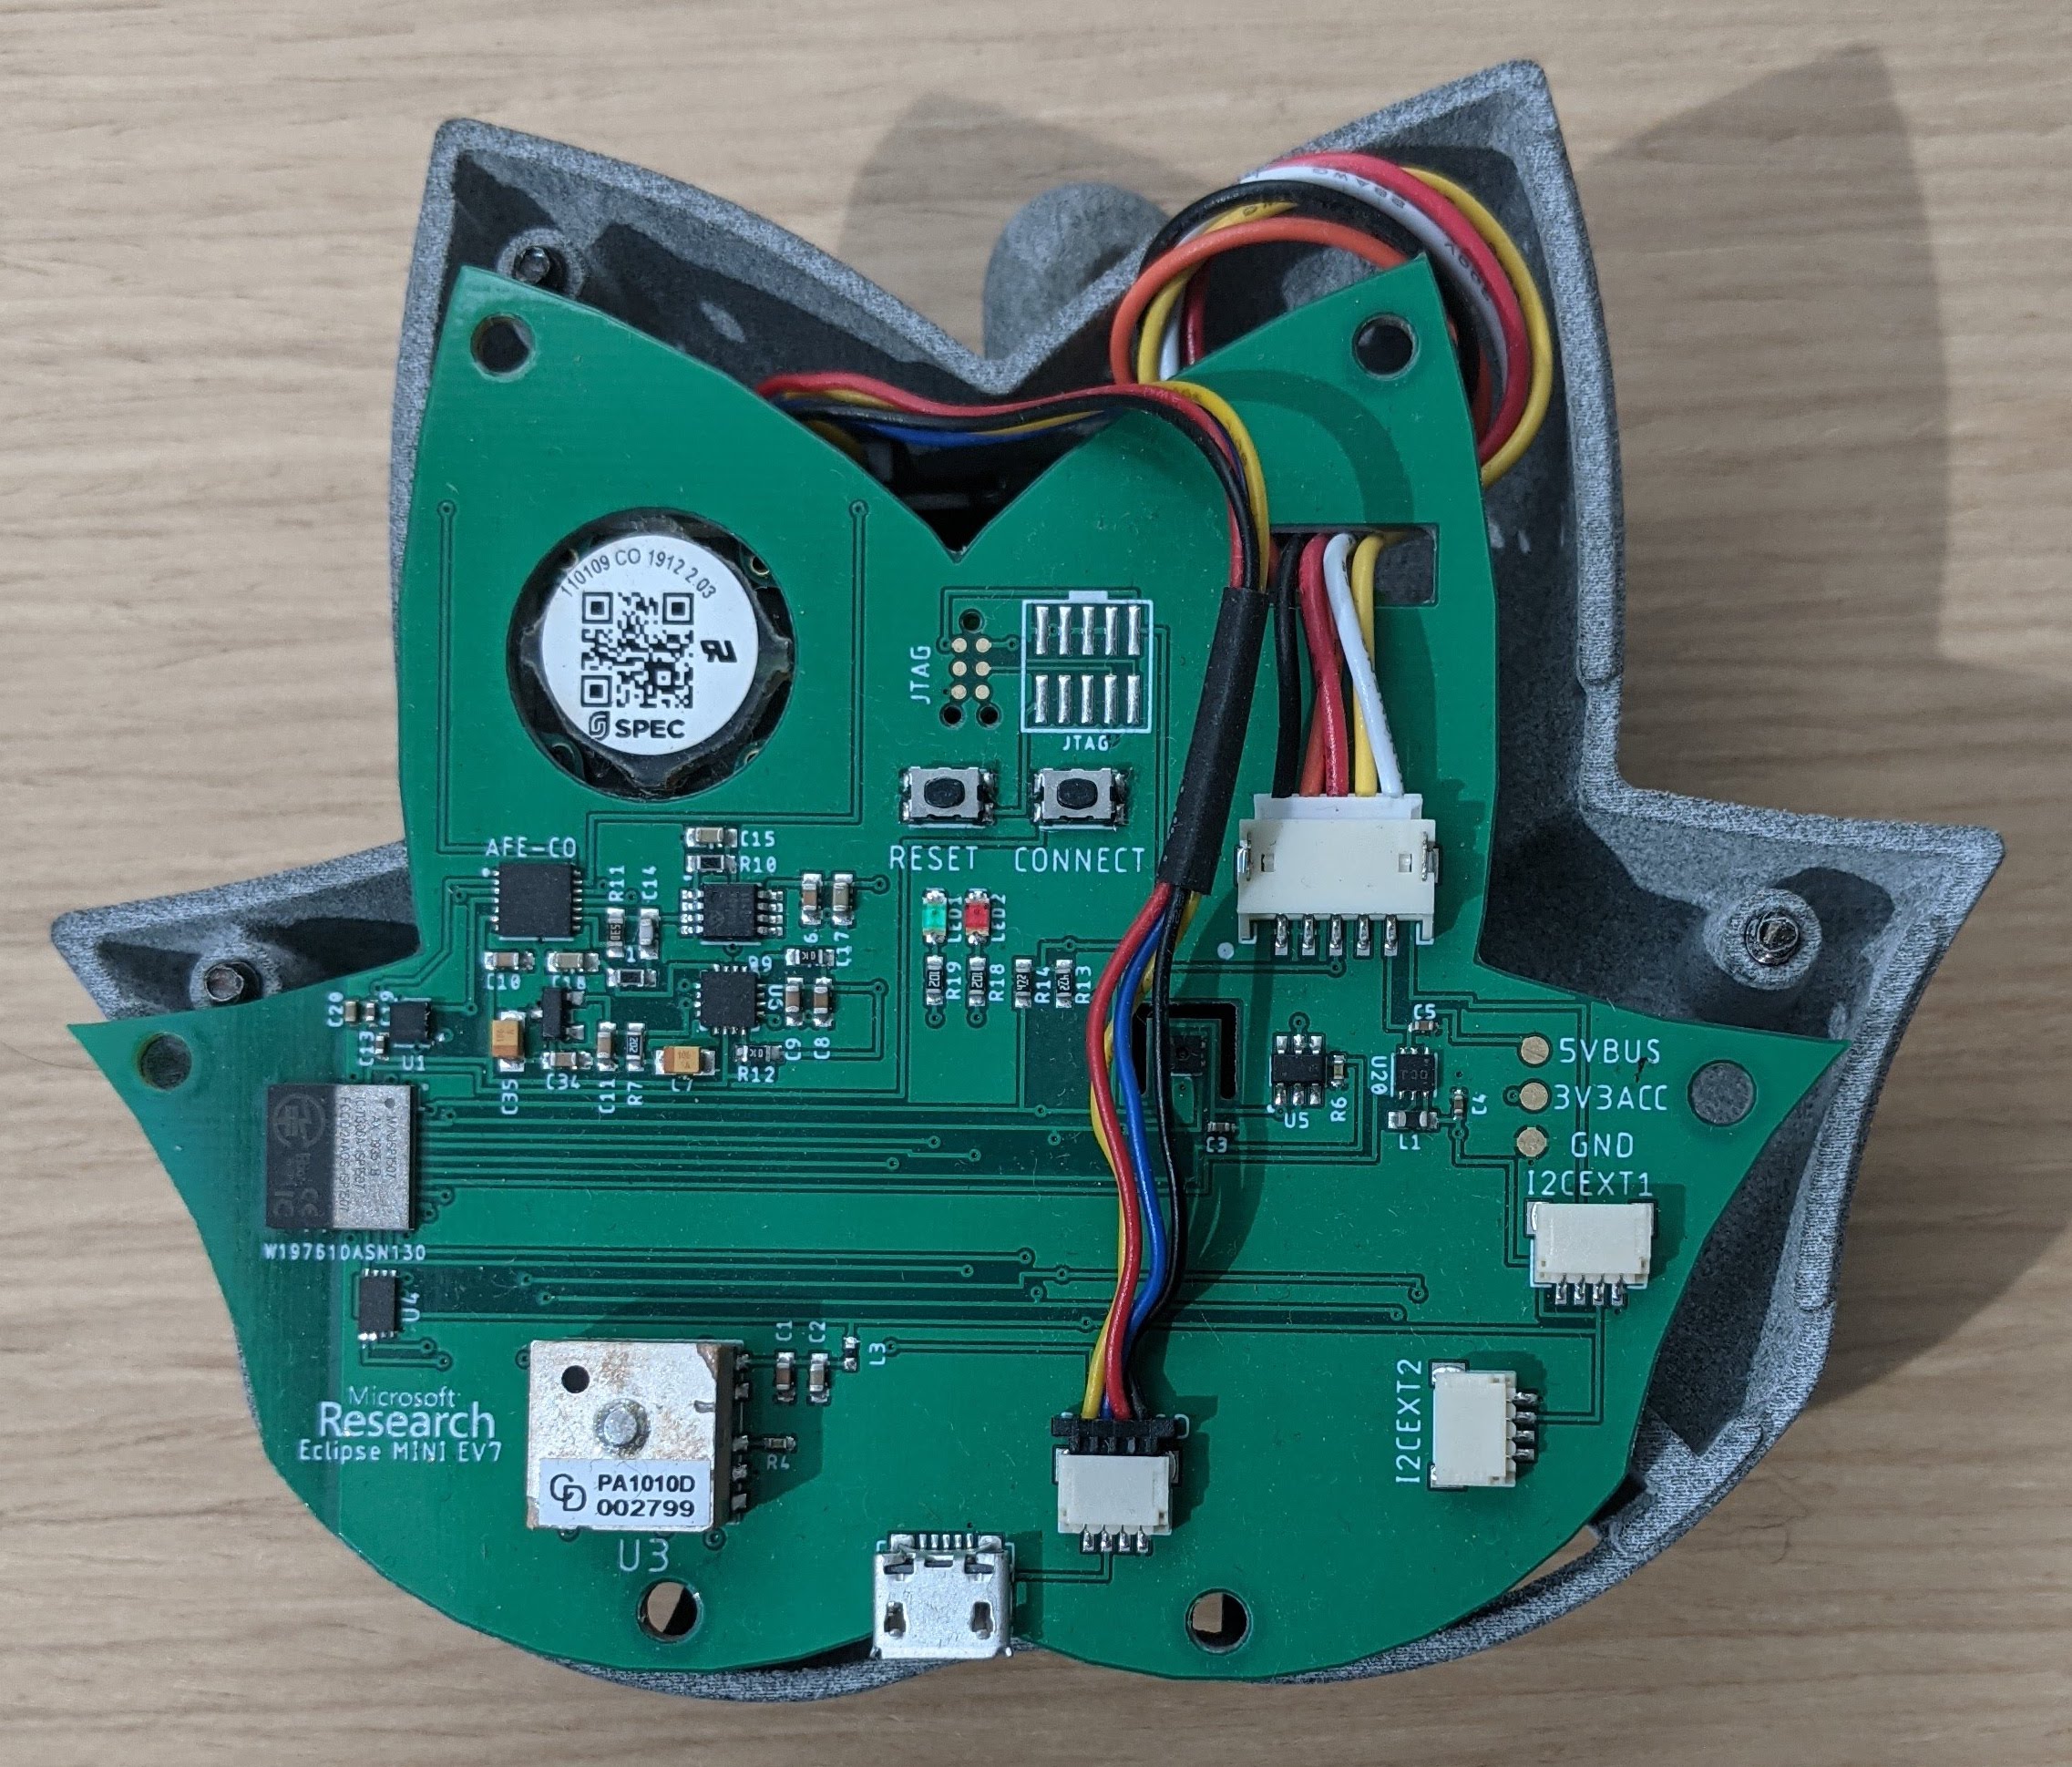 110109 CO 1912 2.03
SPEC
JTAG
JTAG
RESET CONNECT
AFE-CO
C15
R10
R11
C14
C17
R9
C10
C18
LED1
LED2
R19
R18
R14
R13
C20
C19
C13
U1
C35
C34
C11
R7
C7
R12
C9
C8
C5
U20
U5
R6
L1
C4
C3
5VBUS
3V3ACC
GND
I2CEXT1
W197610ASN130
U4
C1
C2
L3
Microsoft
Research
Eclipse MINI EV7
R4
PA1010D
002799
U3
I2CEXT2